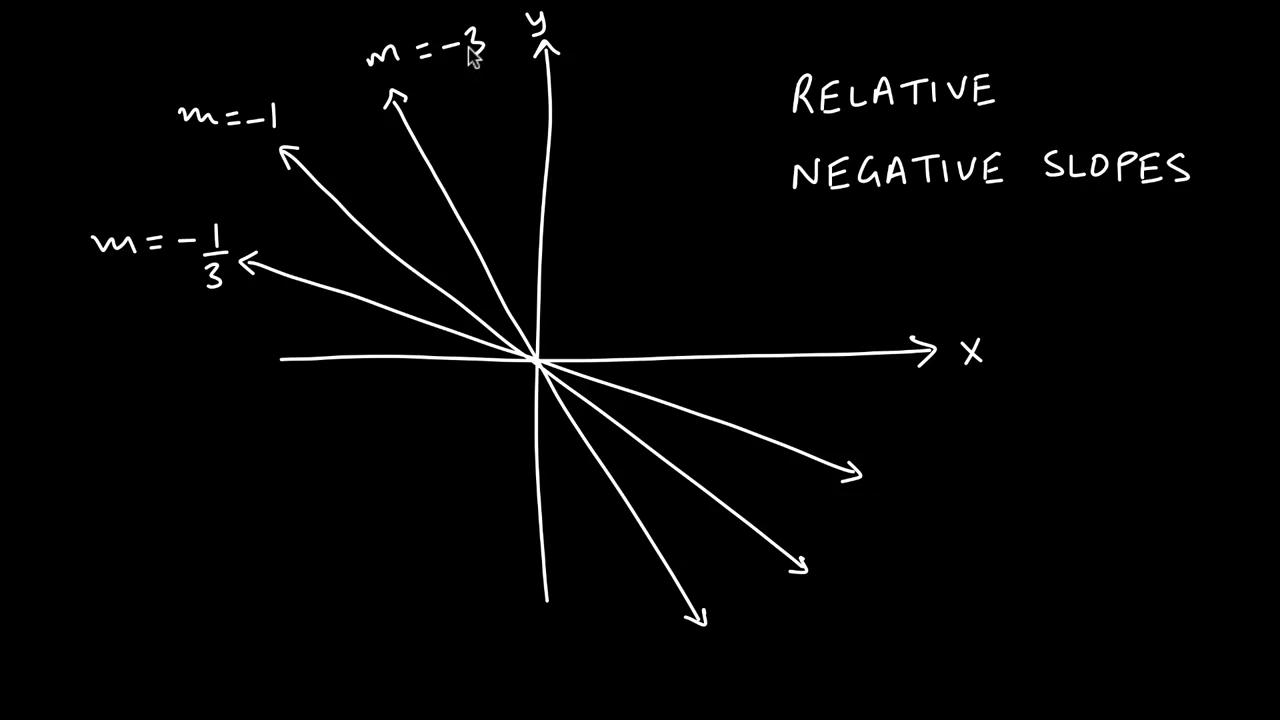 y
m = -3
RELATIVE
m = -1
NEGATIVE SLOPES
m = - 1/3
x